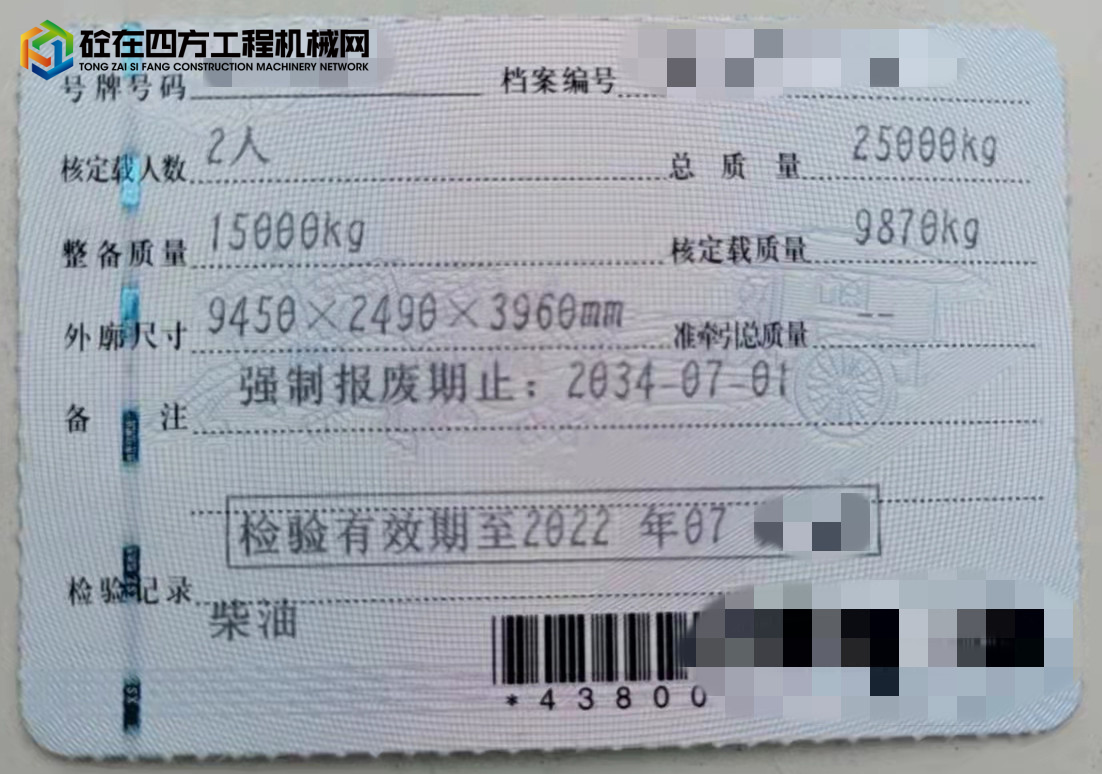 砼在四方工程机械网
TONG ZAI SI FANG CONSTRUCTION MACHINERY NETWORK
号牌号码 档案编号
核定载人数 2人 总质量 25000kg
整备质量 15000kg 核定载质量 9870kg
外廓尺寸 9450×2490×3960mm 准牵引总质量 --
备注 强制报废期止：2034-07-01
检验有效期至2022 年07
检验记录
柴油
*43800